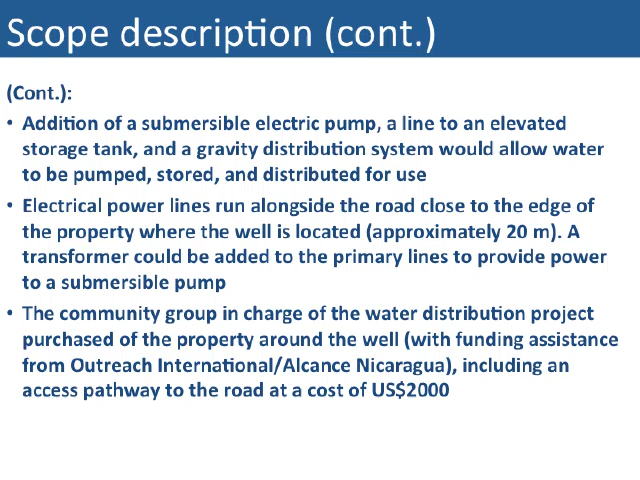 Scope description (cont.)
(Cont.):
• Addition of a submersible electric pump, a line to an elevated
storage tank, and a gravity distribution system would allow water
to be pumped, stored, and distributed for use
• Electrical power lines run alongside the road close to the edge of
the property where the well is located (approximately 20 m). A
transformer could be added to the primary lines to provide power
to a submersible pump
• The community group in charge of the water distribution project
purchased of the property around the well (with funding assistance
from Outreach International/Alcance Nicaragua), including an
access pathway to the road at a cost of US$2000